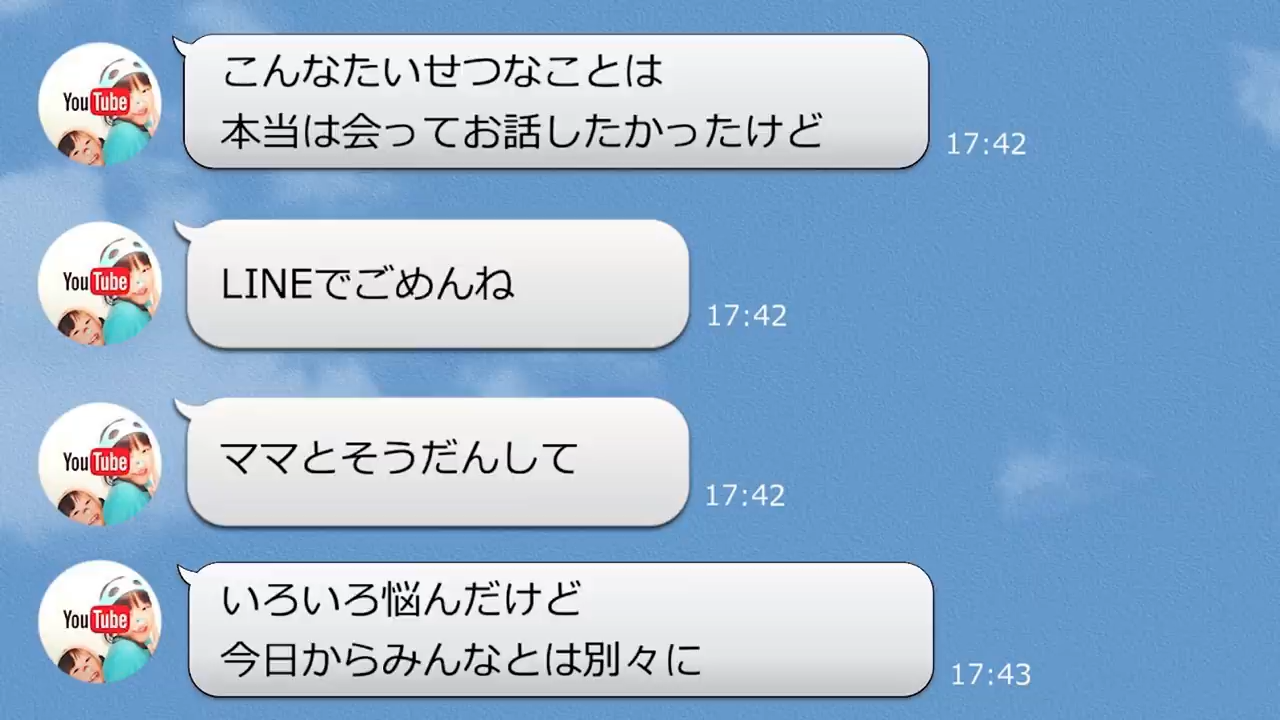 こんなたいせつなことは
本当は会ってお話したかったけど
17:42
YouTube
LINEでごめんね
17:42
YouTube
ママとそうだんして
17:42
YouTube
いろいろ悩んだけど
今日からみんなとは別々に
17:43
YouTube